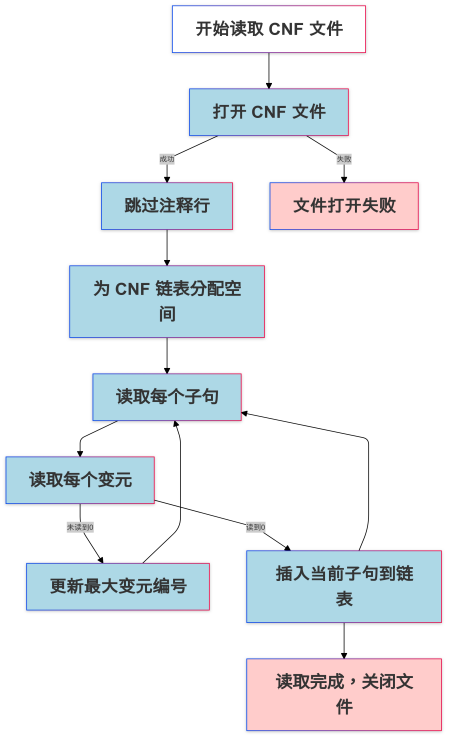 开始读取 CNF 文件
打开 CNF 文件
成功
失败
跳过注释行
文件打开失败
为 CNF 链表分配空
间
读取每个子句
读取每个变元
未读到0
读到0
更新最大变元编号
插入当前子句到链
表
读取完成，关闭文
件